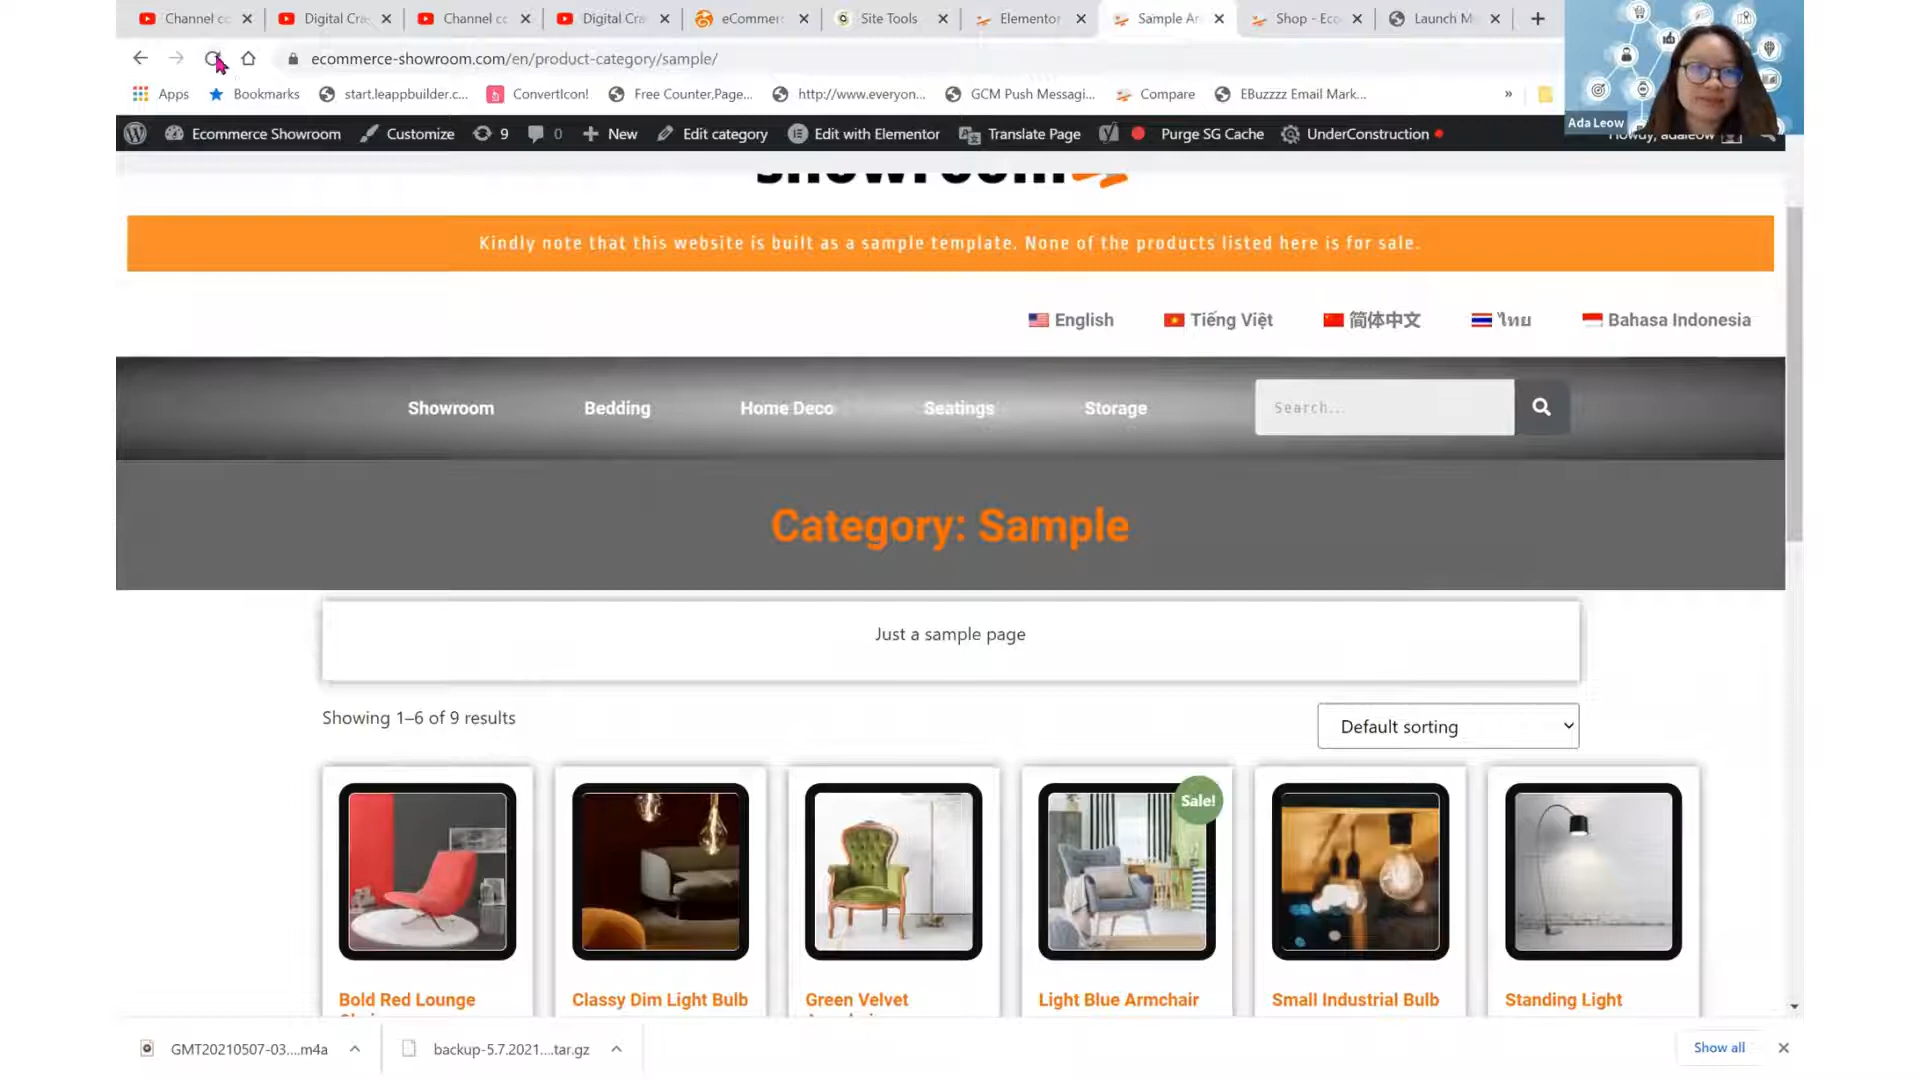 Channel cc
Digital Cra
Channel cc
Digital Cra
eCommerc
Site Tools
Elementor
Sample Ar
Shop - Eco
Launch M
ecommerce-showroom.com/en/product-category/sample/
Apps
Bookmarks
start.leappbuilder.c...
ConvertIcon!
Free Counter,Page...
http://www.everyon...
GCM Push Messagi...
Compare
EBuzzzz Email Mark...
»
Ada Leow
Ecommerce Showroom
Customize
9
0
New
Edit category
Edit with Elementor
Translate Page
Purge SG Cache
UnderConstruction
Howdy, adaleow
showroom
Kindly note that this website is built as a sample template. None of the products listed here is for sale.
English
Tiếng Việt
简体中文
ไทย
Bahasa Indonesia
Showroom
Bedding
Home Deco
Seatings
Storage
Search...
Category: Sample
Just a sample page
Showing 1–6 of 9 results
Default sorting
Sale!
Bold Red Lounge
Classy Dim Light Bulb
Green Velvet
Light Blue Armchair
Small Industrial Bulb
Standing Light
GMT20210507-03....m4a
backup-5.7.2021....tar.gz
Show all